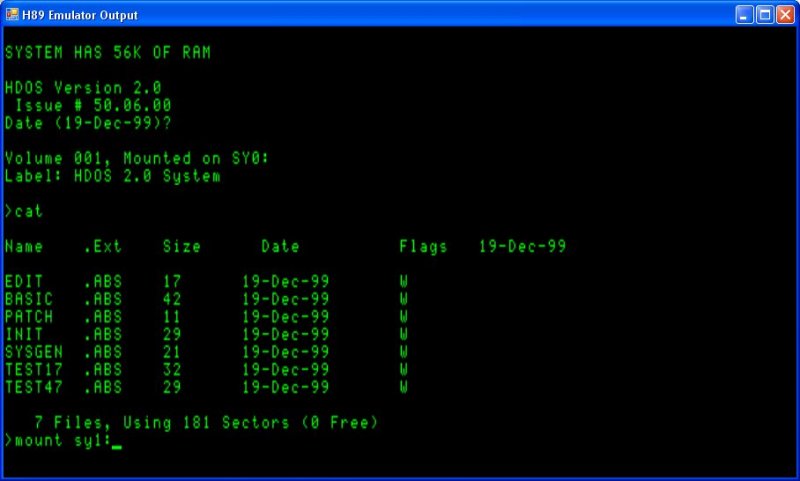 H89 Emulator Output
SYSTEM HAS 56K OF RAM
HDOS Version 2.0
Issue # 50.06.00
Date (19-Dec-99)?
Volume 001, Mounted on SY0:
Label: HDOS 2.0 System
>cat
Name .Ext Size Date Flags 19-Dec-99
EDIT .ABS 17 19-Dec-99 W
BASIC .ABS 42 19-Dec-99 W
PATCH .ABS 11 19-Dec-99 W
INIT .ABS 29 19-Dec-99 W
SYSGEN .ABS 21 19-Dec-99 W
TEST17 .ABS 32 19-Dec-99 W
TEST47 .ABS 29 19-Dec-99 W
7 Files, Using 181 Sectors (0 Free)
>mount sy1:_